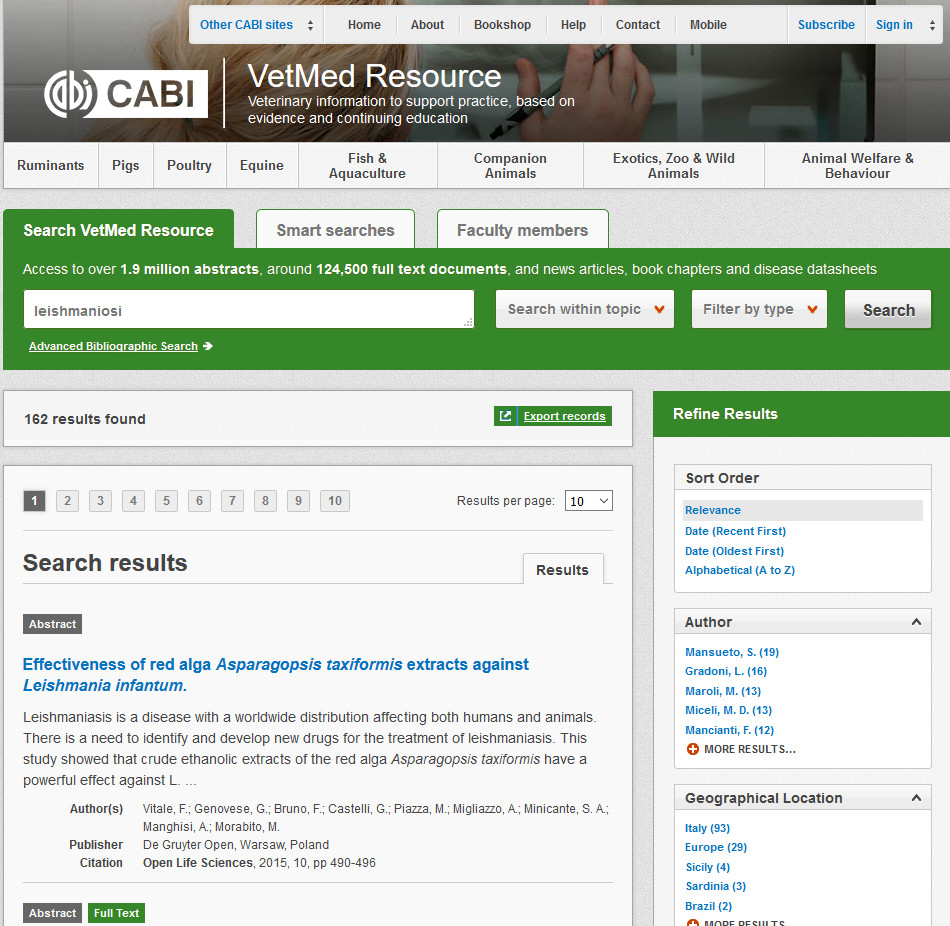 Other CABI sites
Home
About
Bookshop
Help
Contact
Mobile
Subscribe
Sign in
CABI
VetMed Resource
Veterinary information to support practice, based on
evidence and continuing education
Ruminants
Pigs
Poultry
Equine
Fish &
Aquaculture
Companion
Animals
Exotics, Zoo & Wild
Animals
Animal Welfare &
Behaviour
Search VetMed Resource
Smart searches
Faculty members
Access to over 1.9 million abstracts, around 124,500 full text documents, and news articles, book chapters and disease datasheets
leishmaniosi
Search within topic
Filter by type
Search
Advanced Bibliographic Search
162 results found
Export records
1 2 3 4 5 6 7 8 9 10
Results per page: 10
Search results
Results
Abstract
Effectiveness of red alga Asparagopsis taxiformis extracts against
Leishmania infantum.
Leishmaniasis is a disease with a worldwide distribution affecting both humans and animals.
There is a need to identify and develop new drugs for the treatment of leishmaniasis. This
study showed that crude ethanolic extracts of the red alga Asparagopsis taxiformis have a
powerful effect against L. ...
Author(s) Vitale, F.; Genovese, G.; Bruno, F.; Castelli, G.; Piazza, M.; Migliazzo, A.; Minicante, S. A.;
Manghisi, A.; Morabito, M.
Publisher De Gruyter Open, Warsaw, Poland
Citation Open Life Sciences, 2015, 10, pp 490-496
Abstract Full Text
Refine Results
Sort Order
Relevance
Date (Recent First)
Date (Oldest First)
Alphabetical (A to Z)
Author
Mansueto, S. (19)
Gradoni, L. (16)
Maroli, M. (13)
Miceli, M. D. (13)
Mancianti, F. (12)
MORE RESULTS...
Geographical Location
Italy (93)
Europe (29)
Sicily (4)
Sardinia (3)
Brazil (2)
MORE RESULTS